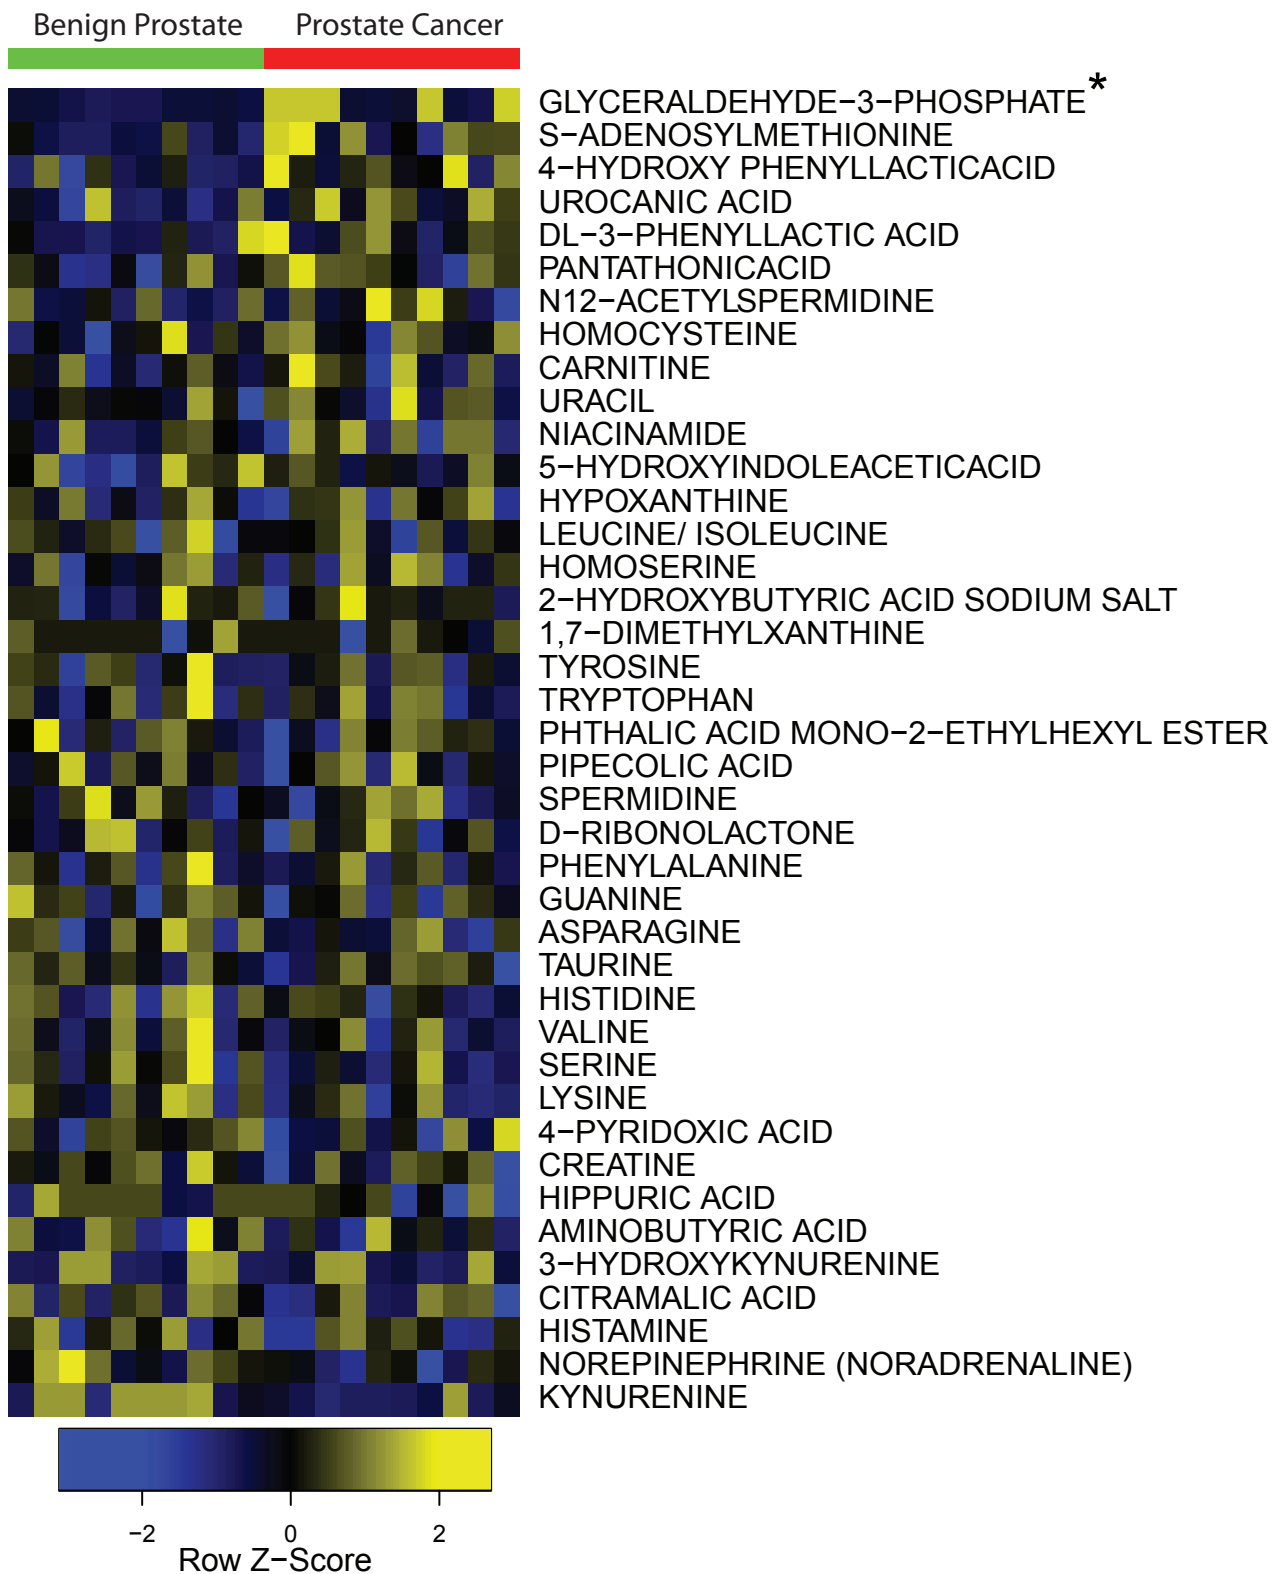 Benign Prostate Prostate Cancer
GLYCERALDEHYDE−3−PHOSPHATE*
S−ADENOSYLMETHIONINE
4−HYDROXY PHENYLLACTICACID
UROCANIC ACID
DL−3−PHENYLLACTIC ACID
PANTATHONICACID
N12−ACETYLSPERMIDINE
HOMOCYSTEINE
CARNITINE
URACIL
NIACINAMIDE
5−HYDROXYINDOLEACETICACID
HYPOXANTHINE
LEUCINE/ ISOLEUCINE
HOMOSERINE
2−HYDROXYBUTYRIC ACID SODIUM SALT
1,7−DIMETHYLXANTHINE
TYROSINE
TRYPTOPHAN
PHTHALIC ACID MONO−2−ETHYLHEXYL ESTER
PIPECOLIC ACID
SPERMIDINE
D−RIBONOLACTONE
PHENYLALANINE
GUANINE
ASPARAGINE
TAURINE
HISTIDINE
VALINE
SERINE
LYSINE
4−PYRIDOXIC ACID
CREATINE
HIPPURIC ACID
AMINOBUTYRIC ACID
3−HYDROXYKYNURENINE
CITRAMALIC ACID
HISTAMINE
NOREPINEPHRINE (NORADRENALINE)
KYNURENINE
−2 0 2
Row Z−Score